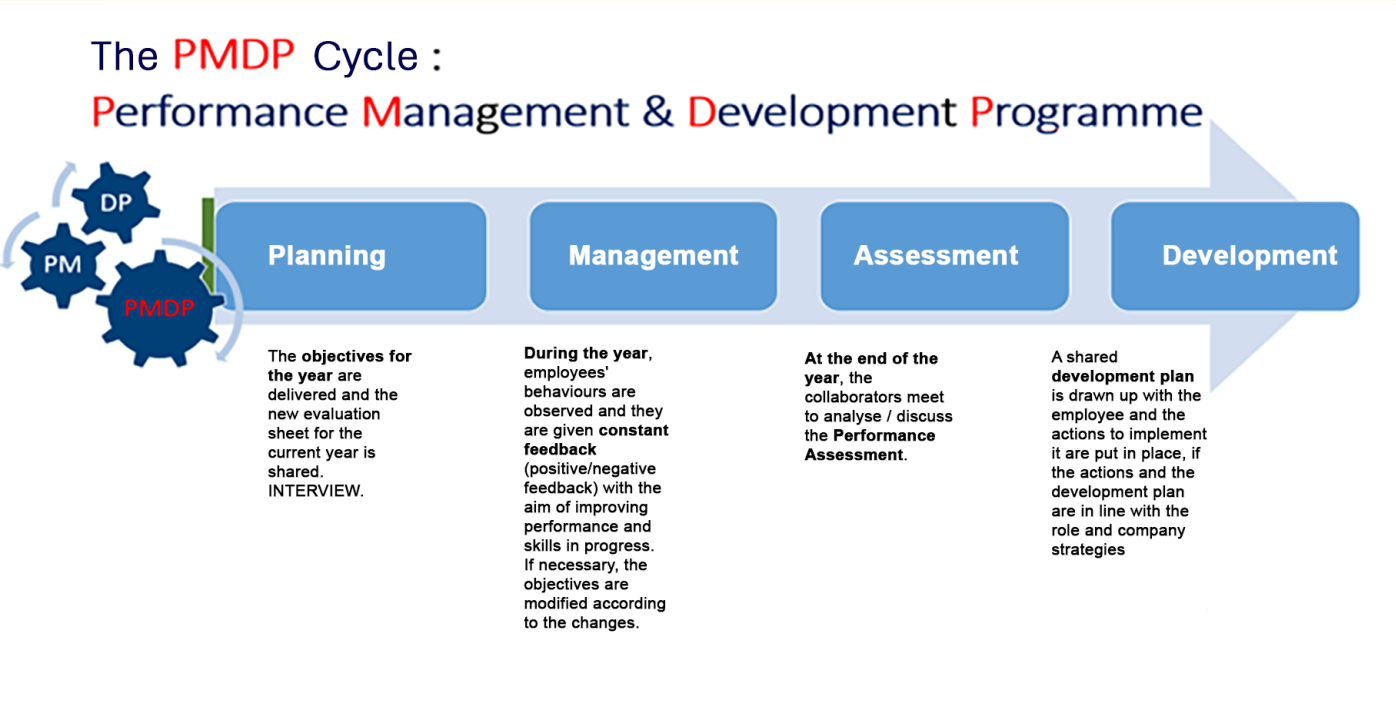 The PMDP Cycle :
Performance Management & Development Programme
DP
PM
PMDP
Planning
Management
Assessment
Development
The objectives for
the year are
delivered and the
new evaluation
sheet for the
current year is
shared.
INTERVIEW.
During the year,
employees'
behaviours are
observed and they
are given constant
feedback
(positive/negative
feedback) with the
aim of improving
performance and
skills in progress.
If necessary, the
objectives are
modified according
to the changes.
At the end of the
year, the
collaborators meet
to analyse / discuss
the Performance
Assessment.
A shared
development plan
is drawn up with the
employee and the
actions to implement
it are put in place, if
the actions and the
development plan
are in line with the
role and company
strategies